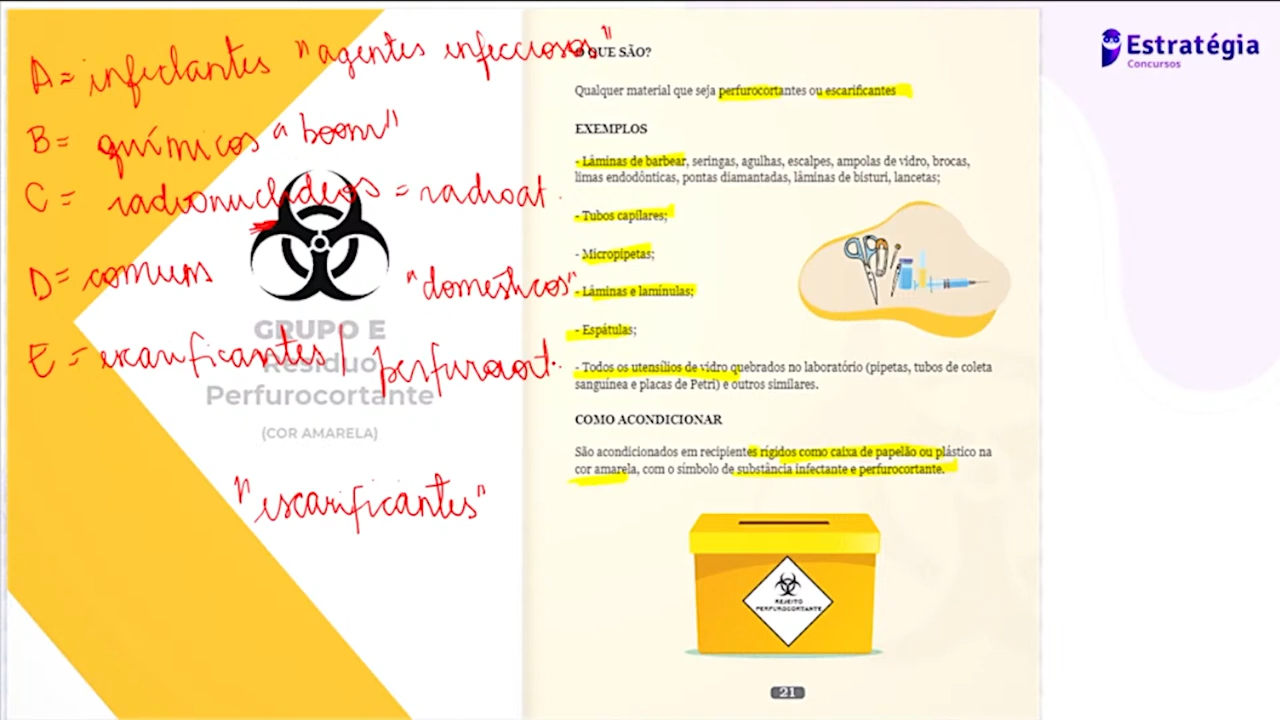 A = infectantes "agentes infecciosos"
B = químicos "boom"
C = radionuclídeos = radioat.
D = comuns "domésticos"
E = escarificantes / perfurocort.
"escarificantes"
GRUPO E
Resíduo
Perfurocortante
(COR AMARELA)
O QUE SÃO?
Qualquer material que seja perfurocortantes ou escarificantes
EXEMPLOS
- Lâminas de barbear, seringas, agulhas, escalpes, ampolas de vidro, brocas,
limas endodônticas, pontas diamantadas, lâminas de bisturi, lancetas;
- Tubos capilares;
- Micropipetas;
- Lâminas e lamínulas;
- Espátulas;
- Todos os utensílios de vidro quebrados no laboratório (pipetas, tubos de coleta
sanguínea e placas de Petri) e outros similares.
COMO ACONDICIONAR
São acondicionados em recipientes rígidos como caixa de papelão ou plástico na
cor amarela, com o símbolo de substância infectante e perfurocortante.
REJEITO
PERFUROCORTANTE
21
Estratégia
Concursos